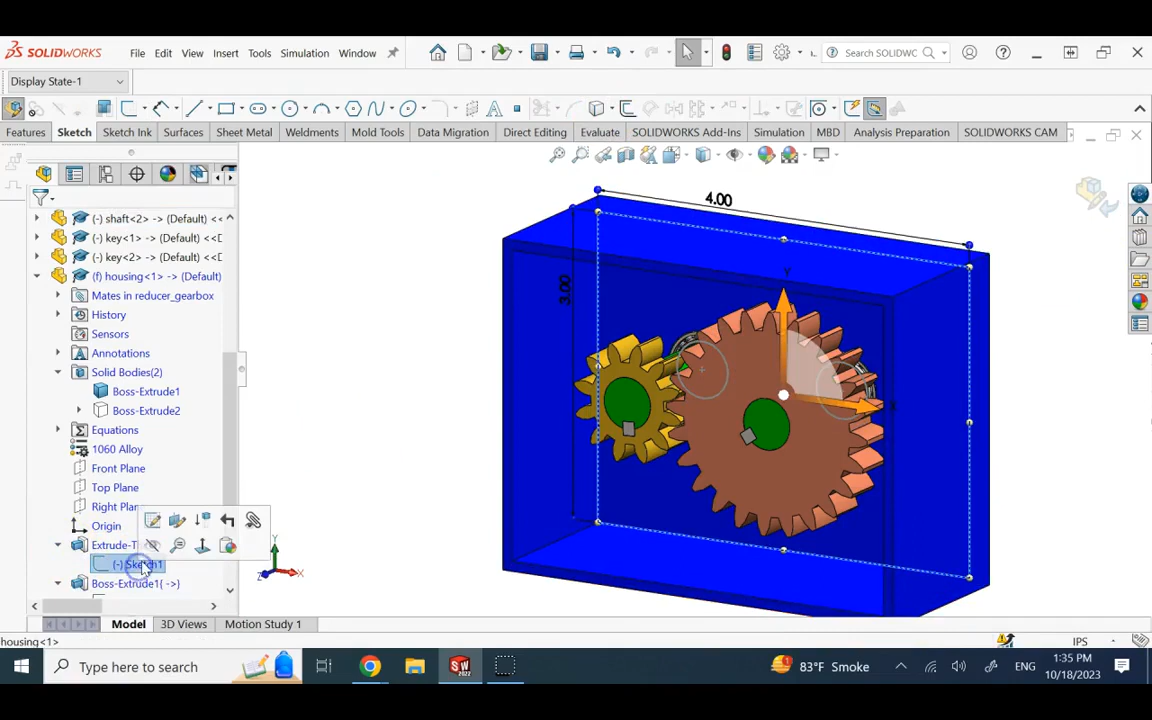 SOLIDWORKS File Edit View Insert Tools Simulation Window Search SOLIDWC
Display State-1
Features Sketch Sketch Ink Surfaces Sheet Metal Weldments Mold Tools Data Migration Direct Editing Evaluate SOLIDWORKS Add-Ins Simulation MBD Analysis Preparation SOLIDWORKS CAM
(-) shaft<2> -> (Default) <<
(-) key<1> -> (Default) <<D
(-) key<2> -> (Default) <<D
(f) housing<1> -> (Default)
Mates in reducer_gearbox
History
Sensors
Annotations
Solid Bodies(2)
Boss-Extrude1
Boss-Extrude2
Equations
1060 Alloy
Front Plane
Top Plane
Right Plan
Origin
Extrude-T
(-) Sketch1
Boss-Extrude1( ->)
4.00
3.00
Y
X
Y
Z
X
Model 3D Views Motion Study 1
housing<1>
IPS
Type here to search
SW
2022
83°F Smoke
ENG
1:35 PM
10/18/2023